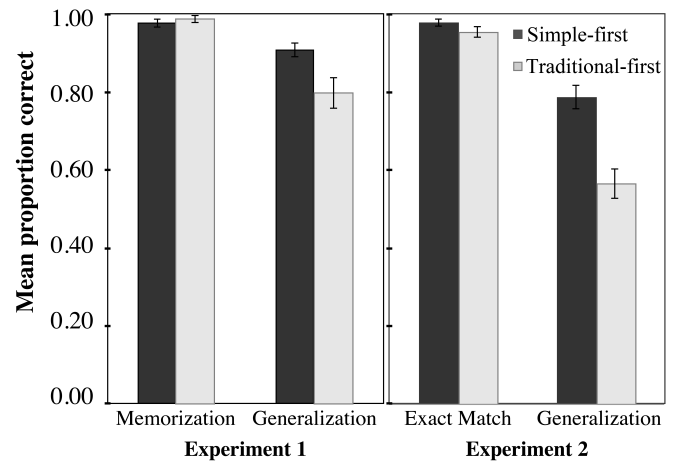 Mean proportion correct
1.00
0.80
0.60
0.40
0.20
0.00
Simple-first
Traditional-first
Memorization Generalization Exact Match Generalization
Experiment 1 Experiment 2